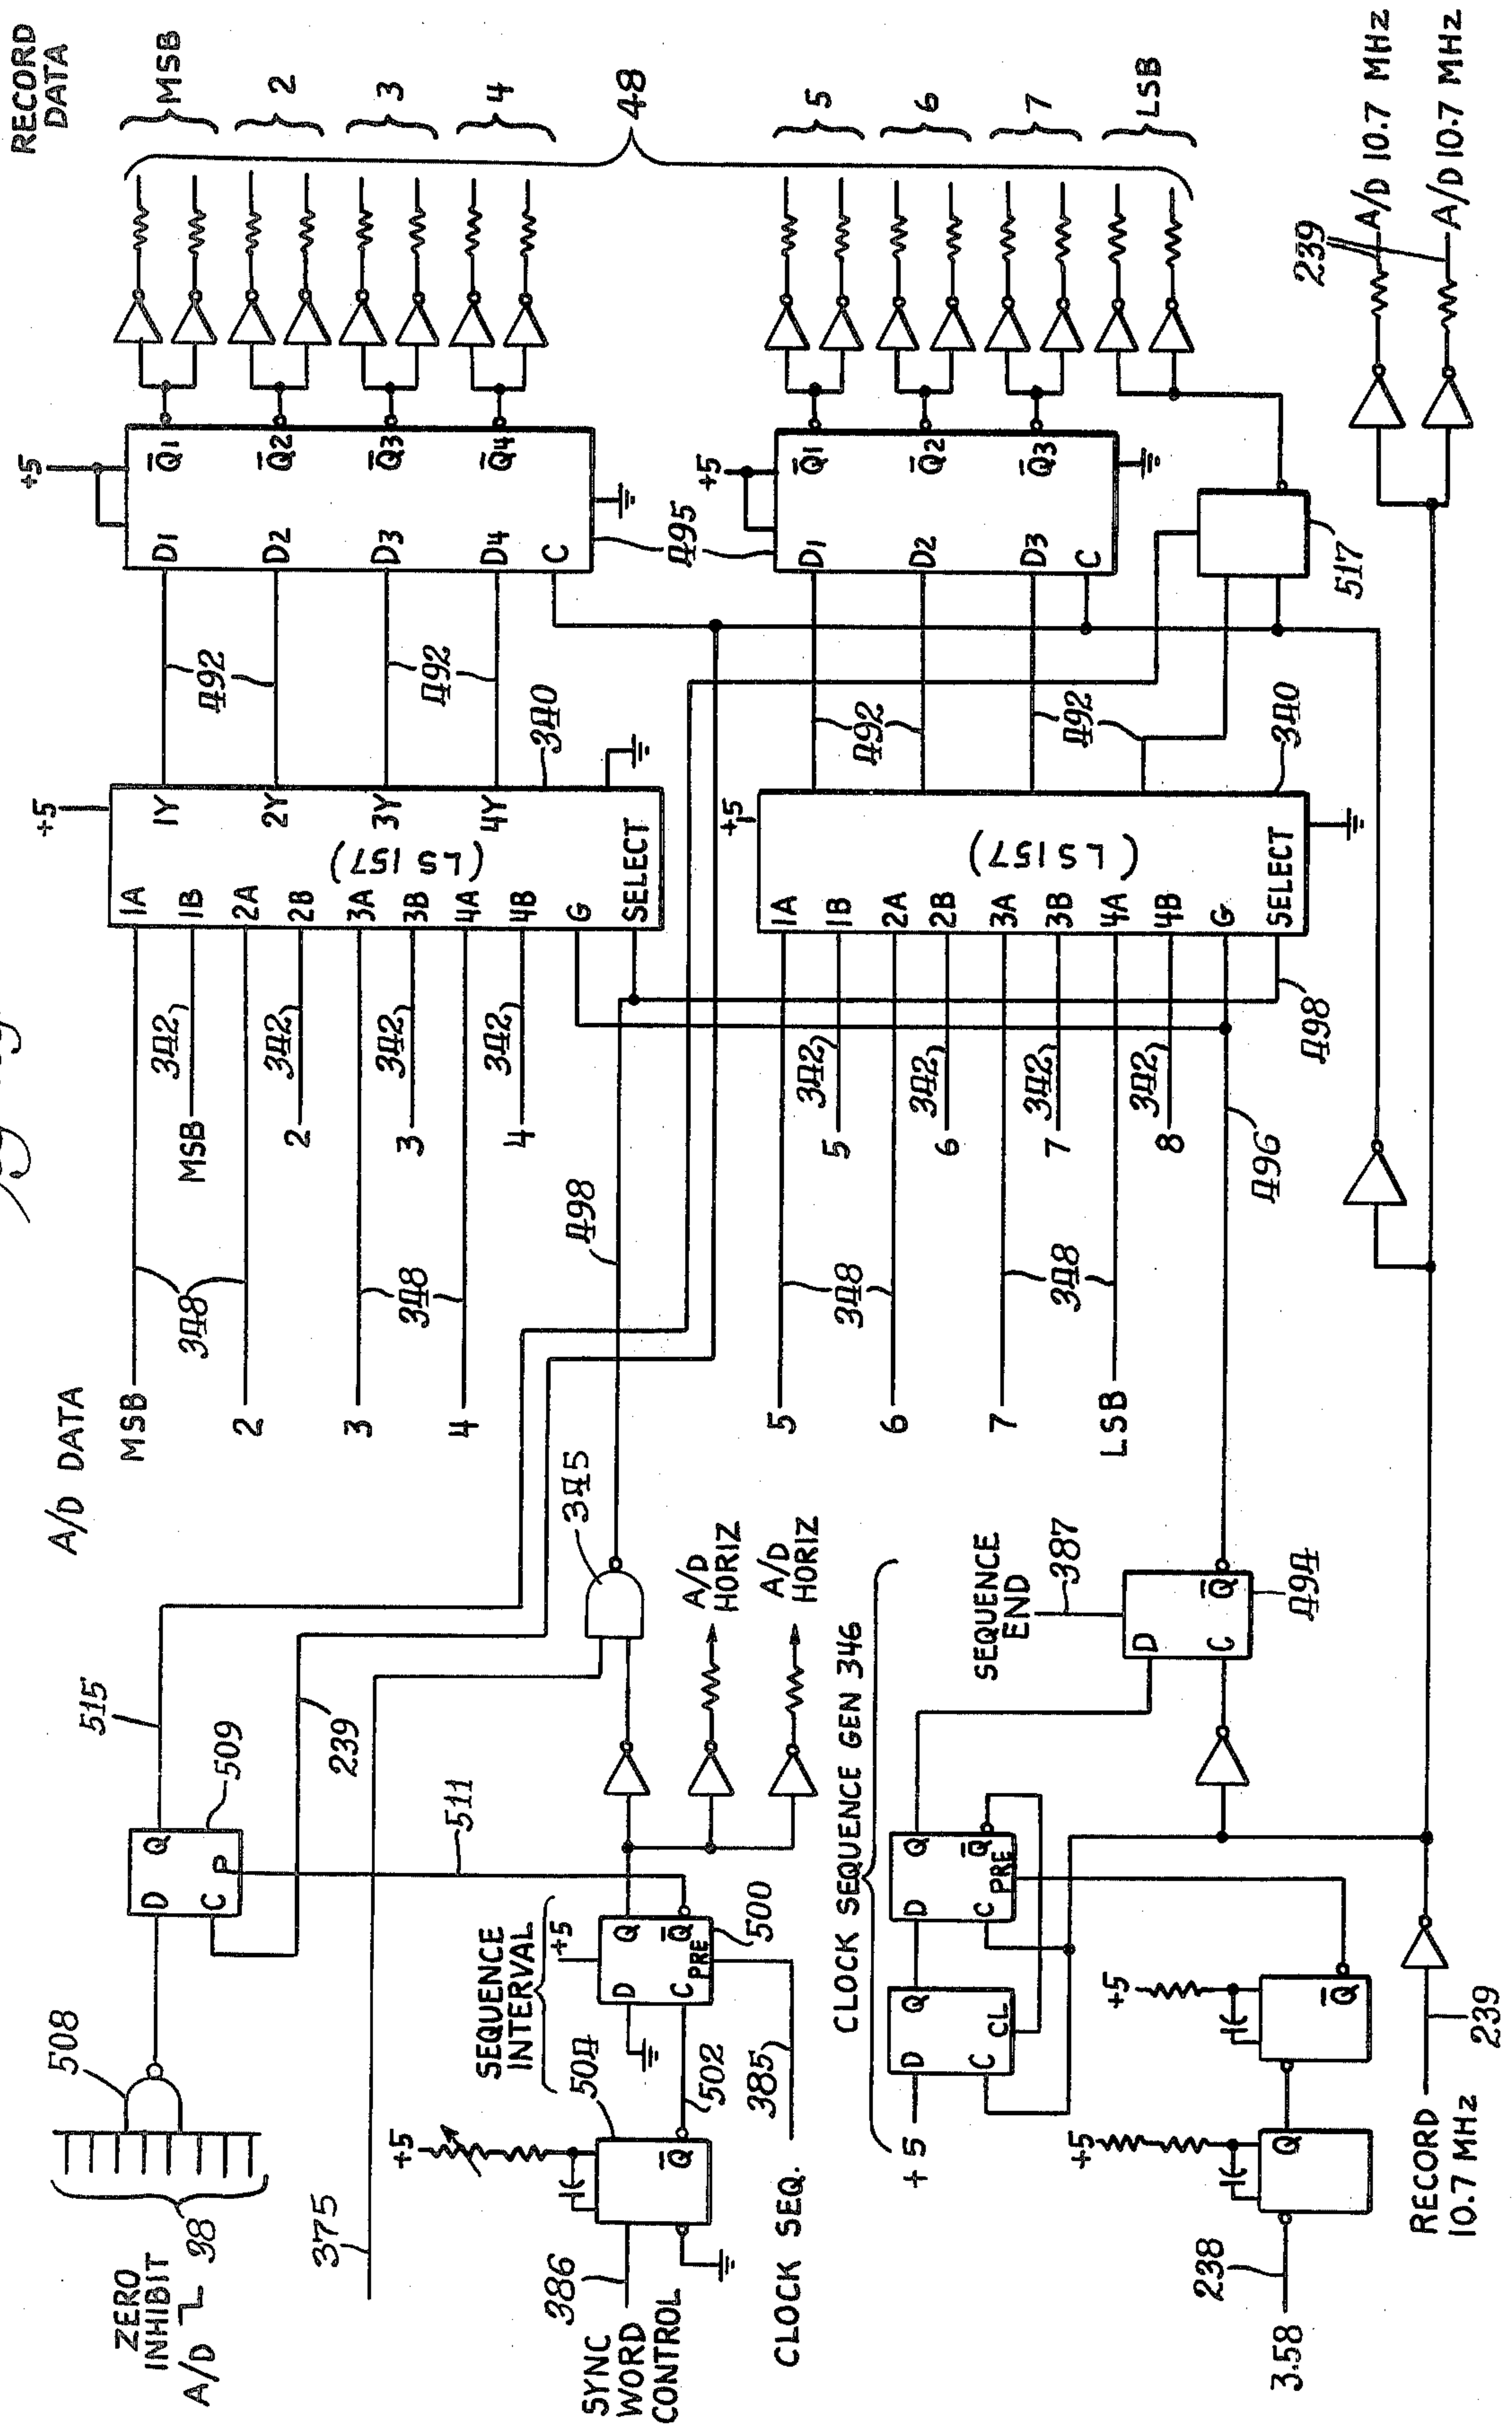 RECORD
DATA
MSB
2
3
4
48
5
6
7
LSB
A/D 10.7 MHz
A/D 10.7 MHz
239
+5
D1
D2
D3
D4
C
Q̄1
Q̄2
Q̄3
Q̄4
495
+5
D1
D2
D3
C
Q̄1
Q̄2
Q̄3
517
492
492
492
492
+5
1A
1B
2A
2B
3A
3B
4A
4B
G
SELECT
1Y
2Y
3Y
4Y
(LS 157)
340
+5
1A
1B
2A
2B
3A
3B
4A
4B
G
SELECT
(LS157)
340
A/D DATA
MSB
2
3
4
348
348
MSB
342
2
342
3
342
4
342
5
6
7
LSB
348
348
5
342
6
342
7
342
8
342
498
498
496
345
A/D
HORIZ
A/D
HORIZ
SEQUENCE
END
387
D
C
Q̄
494
515
D
C
Q
P
509
239
511
508
ZERO
INHIBIT
A/D
38
375
SEQUENCE
INTERVAL
+5
D
C
Q
Q̄
PRE
500
502
504
+5
Q̄
386
SYNC
WORD
CONTROL
385
CLOCK SEQ.
CLOCK SEQUENCE GEN 346
+5
D
C
Q
CL
D
C
Q
Q̄
PRE
+5
Q
+5
Q̄
238
3.58
RECORD
10.7 MHz
239